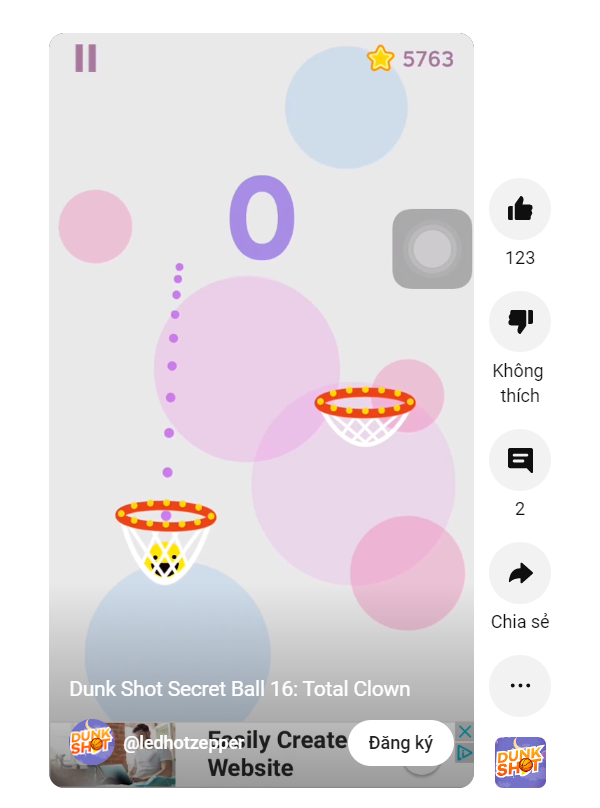 5763
0
123
Không
thích
2
Chia sẻ
Dunk Shot Secret Ball 16: Total Clown
DUNK
SHOT
@ledhotzepper
Đăng ký
Easily Create
Website
DUNK
SHOT